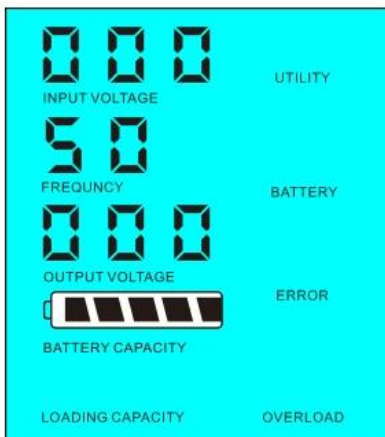 000
UTILITY
INPUT VOLTAGE
50
FREQUNCY
BATTERY
000
OUTPUT VOLTAGE
ERROR
BATTERY CAPACITY
LOADING CAPACITY
OVERLOAD